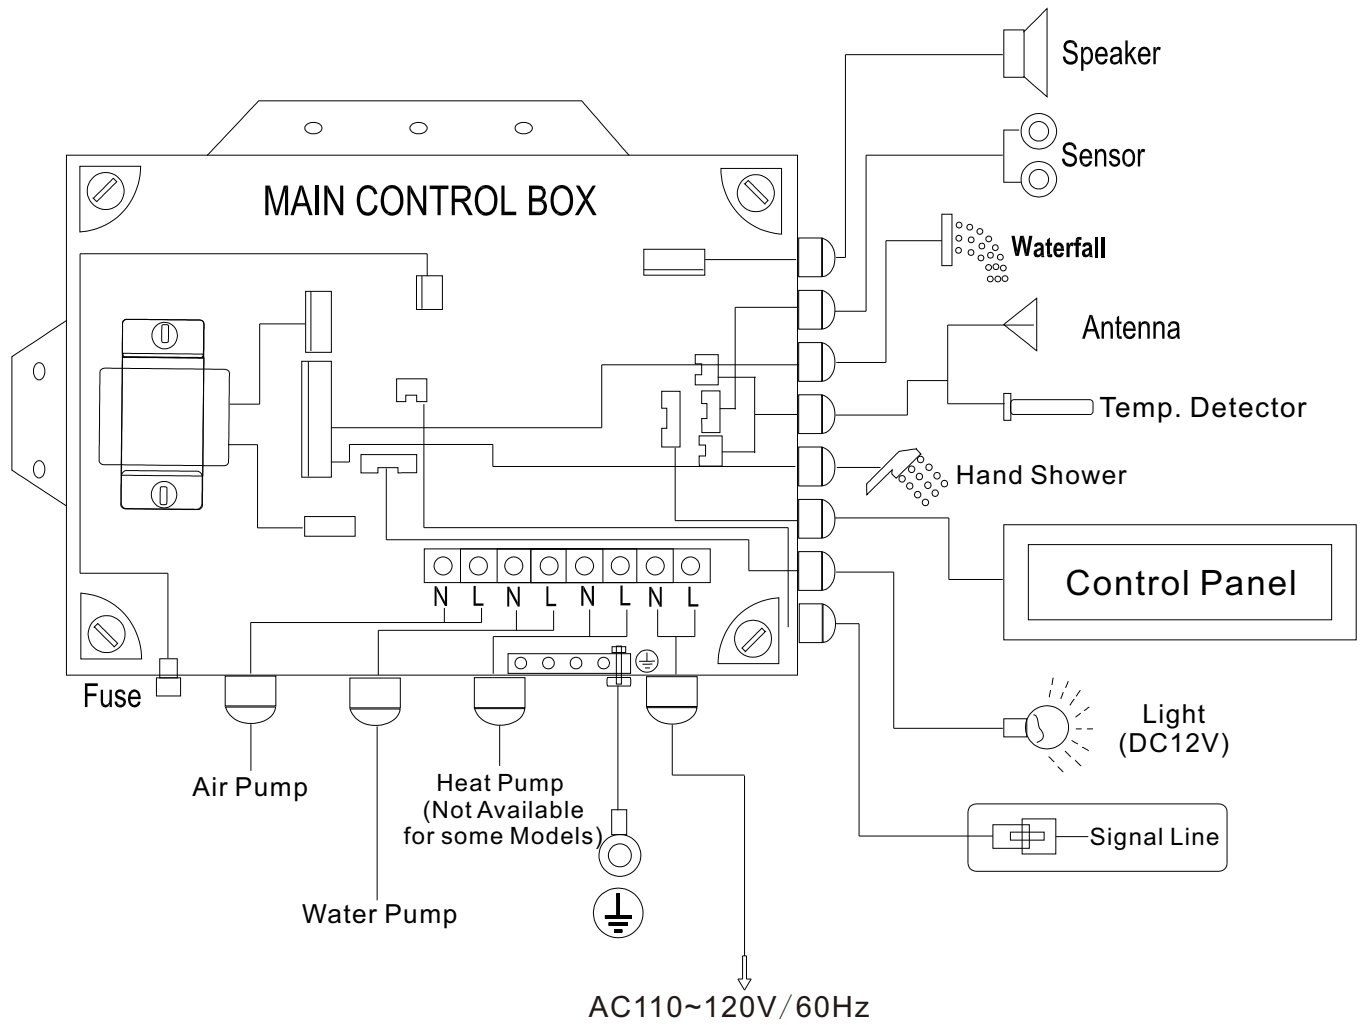 Speaker
Sensor
MAIN CONTROL BOX
Waterfall
Antenna
Temp. Detector
Hand Shower
Control Panel
N L N L N L N L
Fuse
Light
(DC12V)
Air Pump
Heat Pump
(Not Available
for some Models)
Signal Line
Water Pump
AC110~120V/60Hz